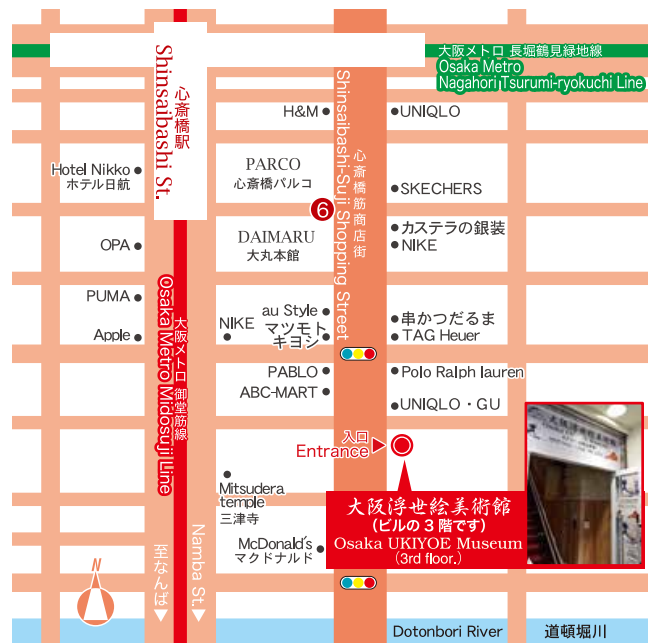 大阪メトロ 長堀鶴見緑地線
Osaka Metro
Nagahori Tsurumi-ryokuchi Line
心斎橋駅
Shinsaibashi St.
Shinsaibashi-Suji Shopping Street
心斎橋筋商店街
H&M
UNIQLO
Hotel Nikko
ホテル日航
PARCO
心斎橋パルコ
SKECHERS
6
OPA
DAIMARU
大丸本館
カステラの銀装
NIKE
PUMA
Apple
大阪メトロ 御堂筋線
Osaka Metro Midosuji Line
NIKE
au Style
マツモト
キヨシ
串かつだるま
TAG Heuer
PABLO
ABC-MART
Polo Ralph lauren
UNIQLO・GU
入口
Entrance
Mitsudera
temple
三津寺
大阪浮世絵美術館
(ビルの3階です)
Osaka UKIYOE Museum
(3rd floor.)
大阪浮世絵美術館
McDonald's
マクドナルド
至なんば
Namba St.
N
Dotonbori River
道頓堀川